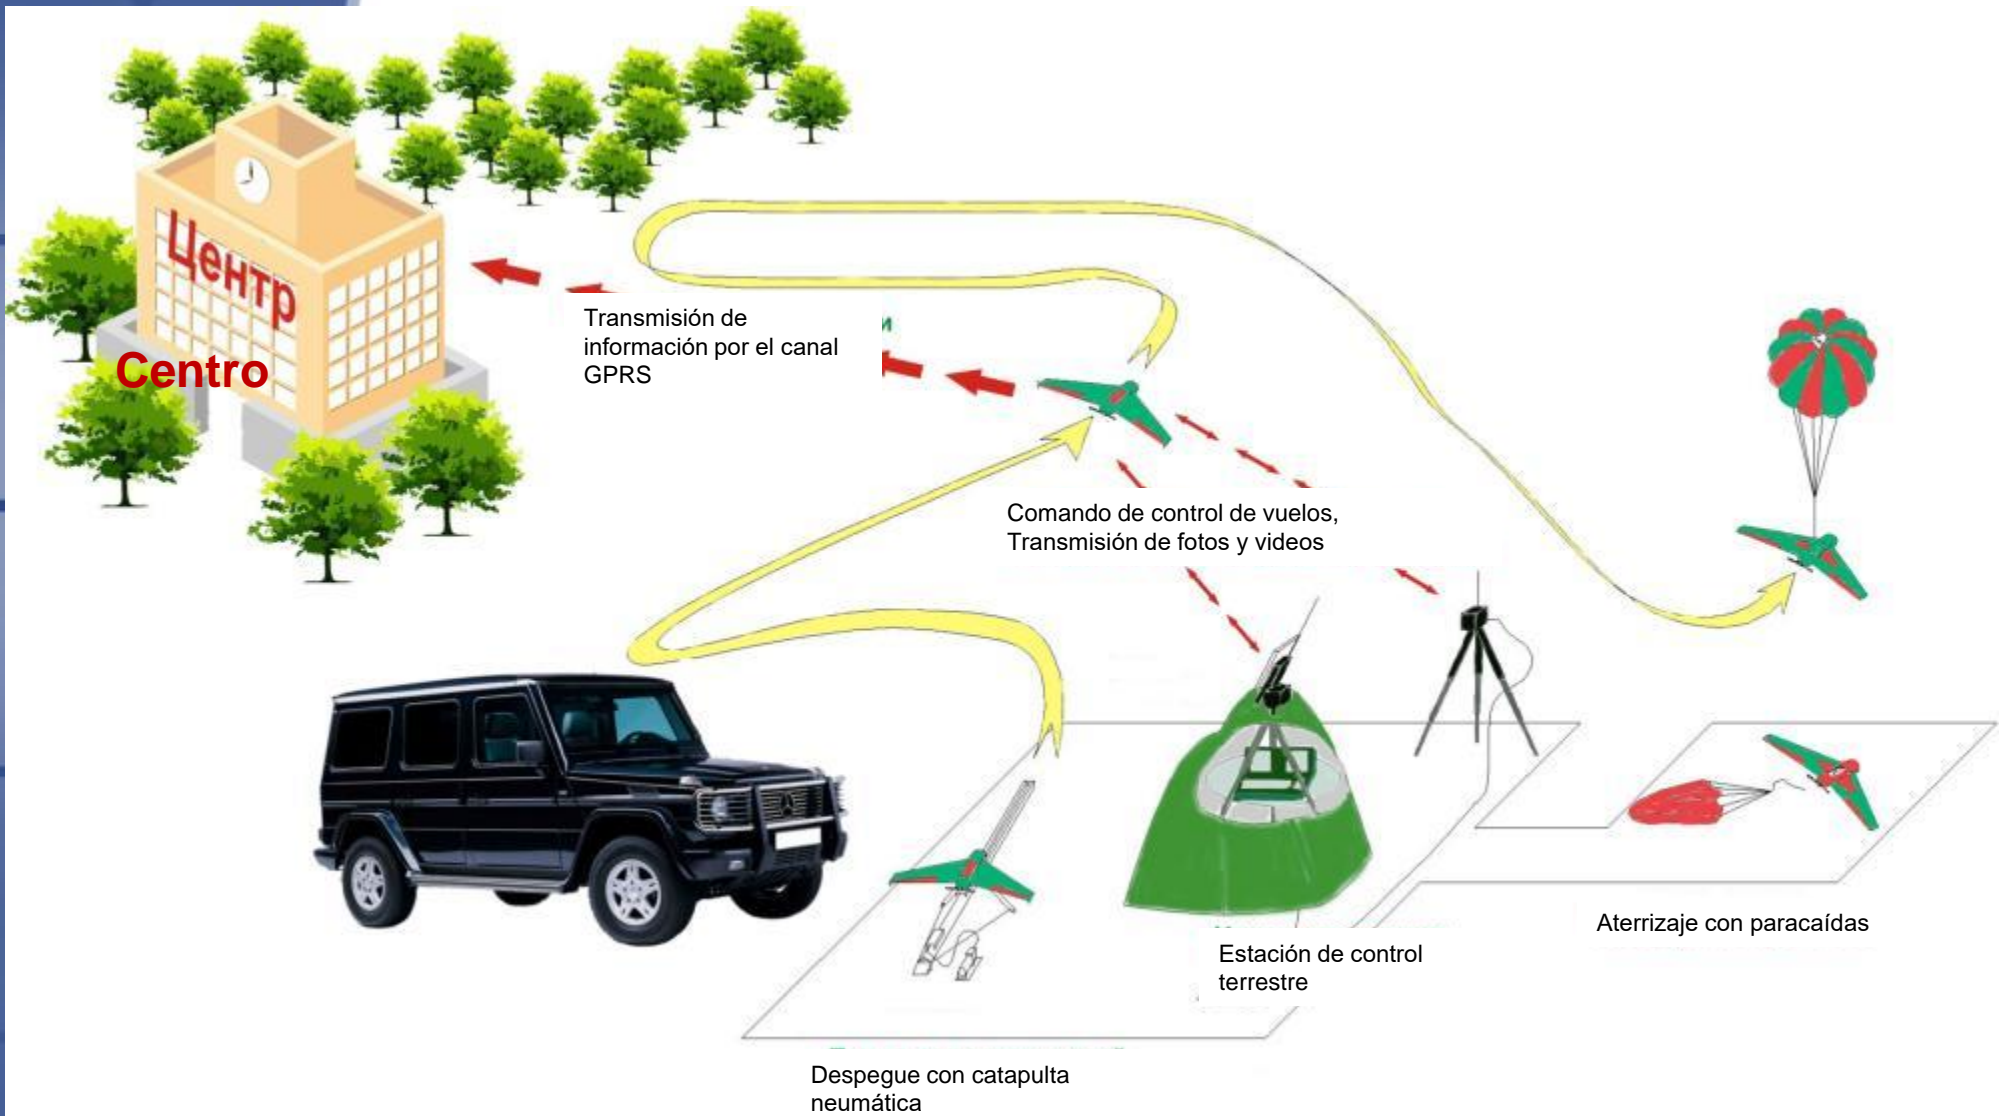 Центр
Centro
Transmisión de
información por el canal
GPRS
и
Comando de control de vuelos,
Transmisión de fotos y videos
Estación de control
terrestre
Aterrizaje con paracaídas
Despegue con catapulta
neumática